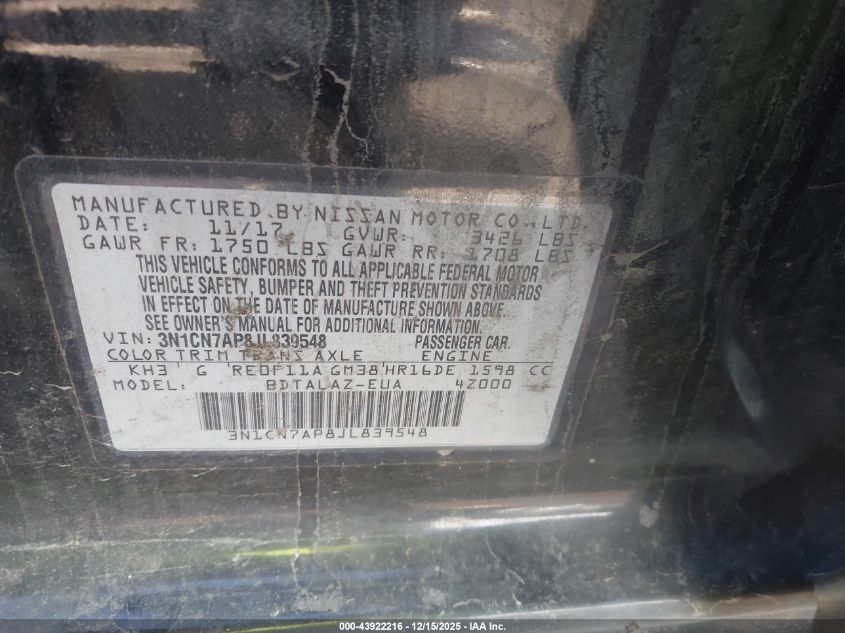 MANUFACTURED BY NISSAN MOTOR CO., LTD.
DATE: 11/17 GVWR: 3426 LBS
GAWR FR: 1750 LBS GAWR RR: 1708 LBS
THIS VEHICLE CONFORMS TO ALL APPLICABLE FEDERAL MOTOR
VEHICLE SAFETY, BUMPER AND THEFT PREVENTION STANDARDS
IN EFFECT ON THE DATE OF MANUFACTURE SHOWN ABOVE.
SEE OWNER'S MANUAL FOR ADDITIONAL INFORMATION.
VIN: 3N1CN7AP8JL839548 PASSENGER CAR.
COLOR TRIM TRANS AXLE ENGINE
KH3 G RE0F11A GM38 HR16DE 1598 CC
MODEL: BDTALAZ-EUA 4Z000
3N1CN7AP8JL839548
000-43922216 - 12/15/2025 - IAA Inc.